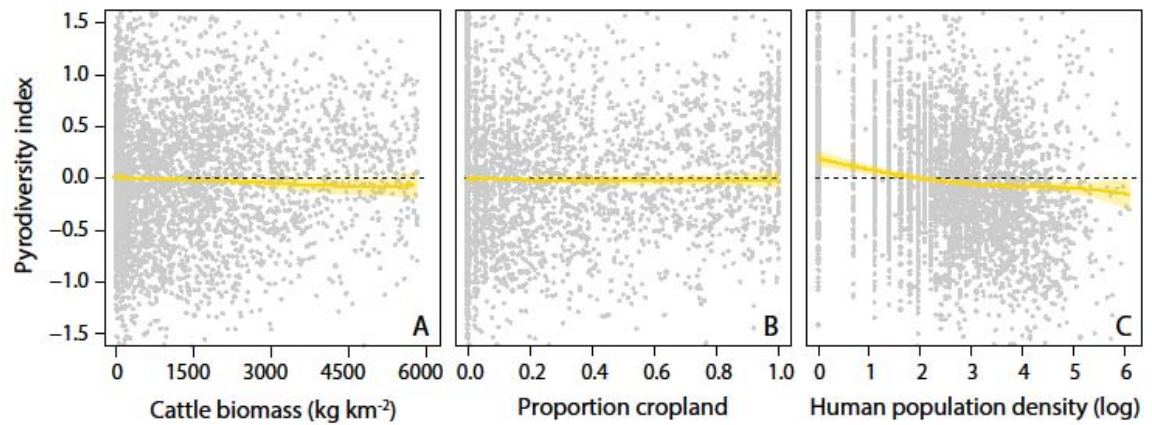 Pyrodiversity index
1.5
1.0
0.5
0.0
−0.5
−1.0
−1.5
A
B
C
0 1500 3000 4500 6000
0.0 0.2 0.4 0.6 0.8 1.0
0 1 2 3 4 5 6
Cattle biomass (kg km⁻²)
Proportion cropland
Human population density (log)